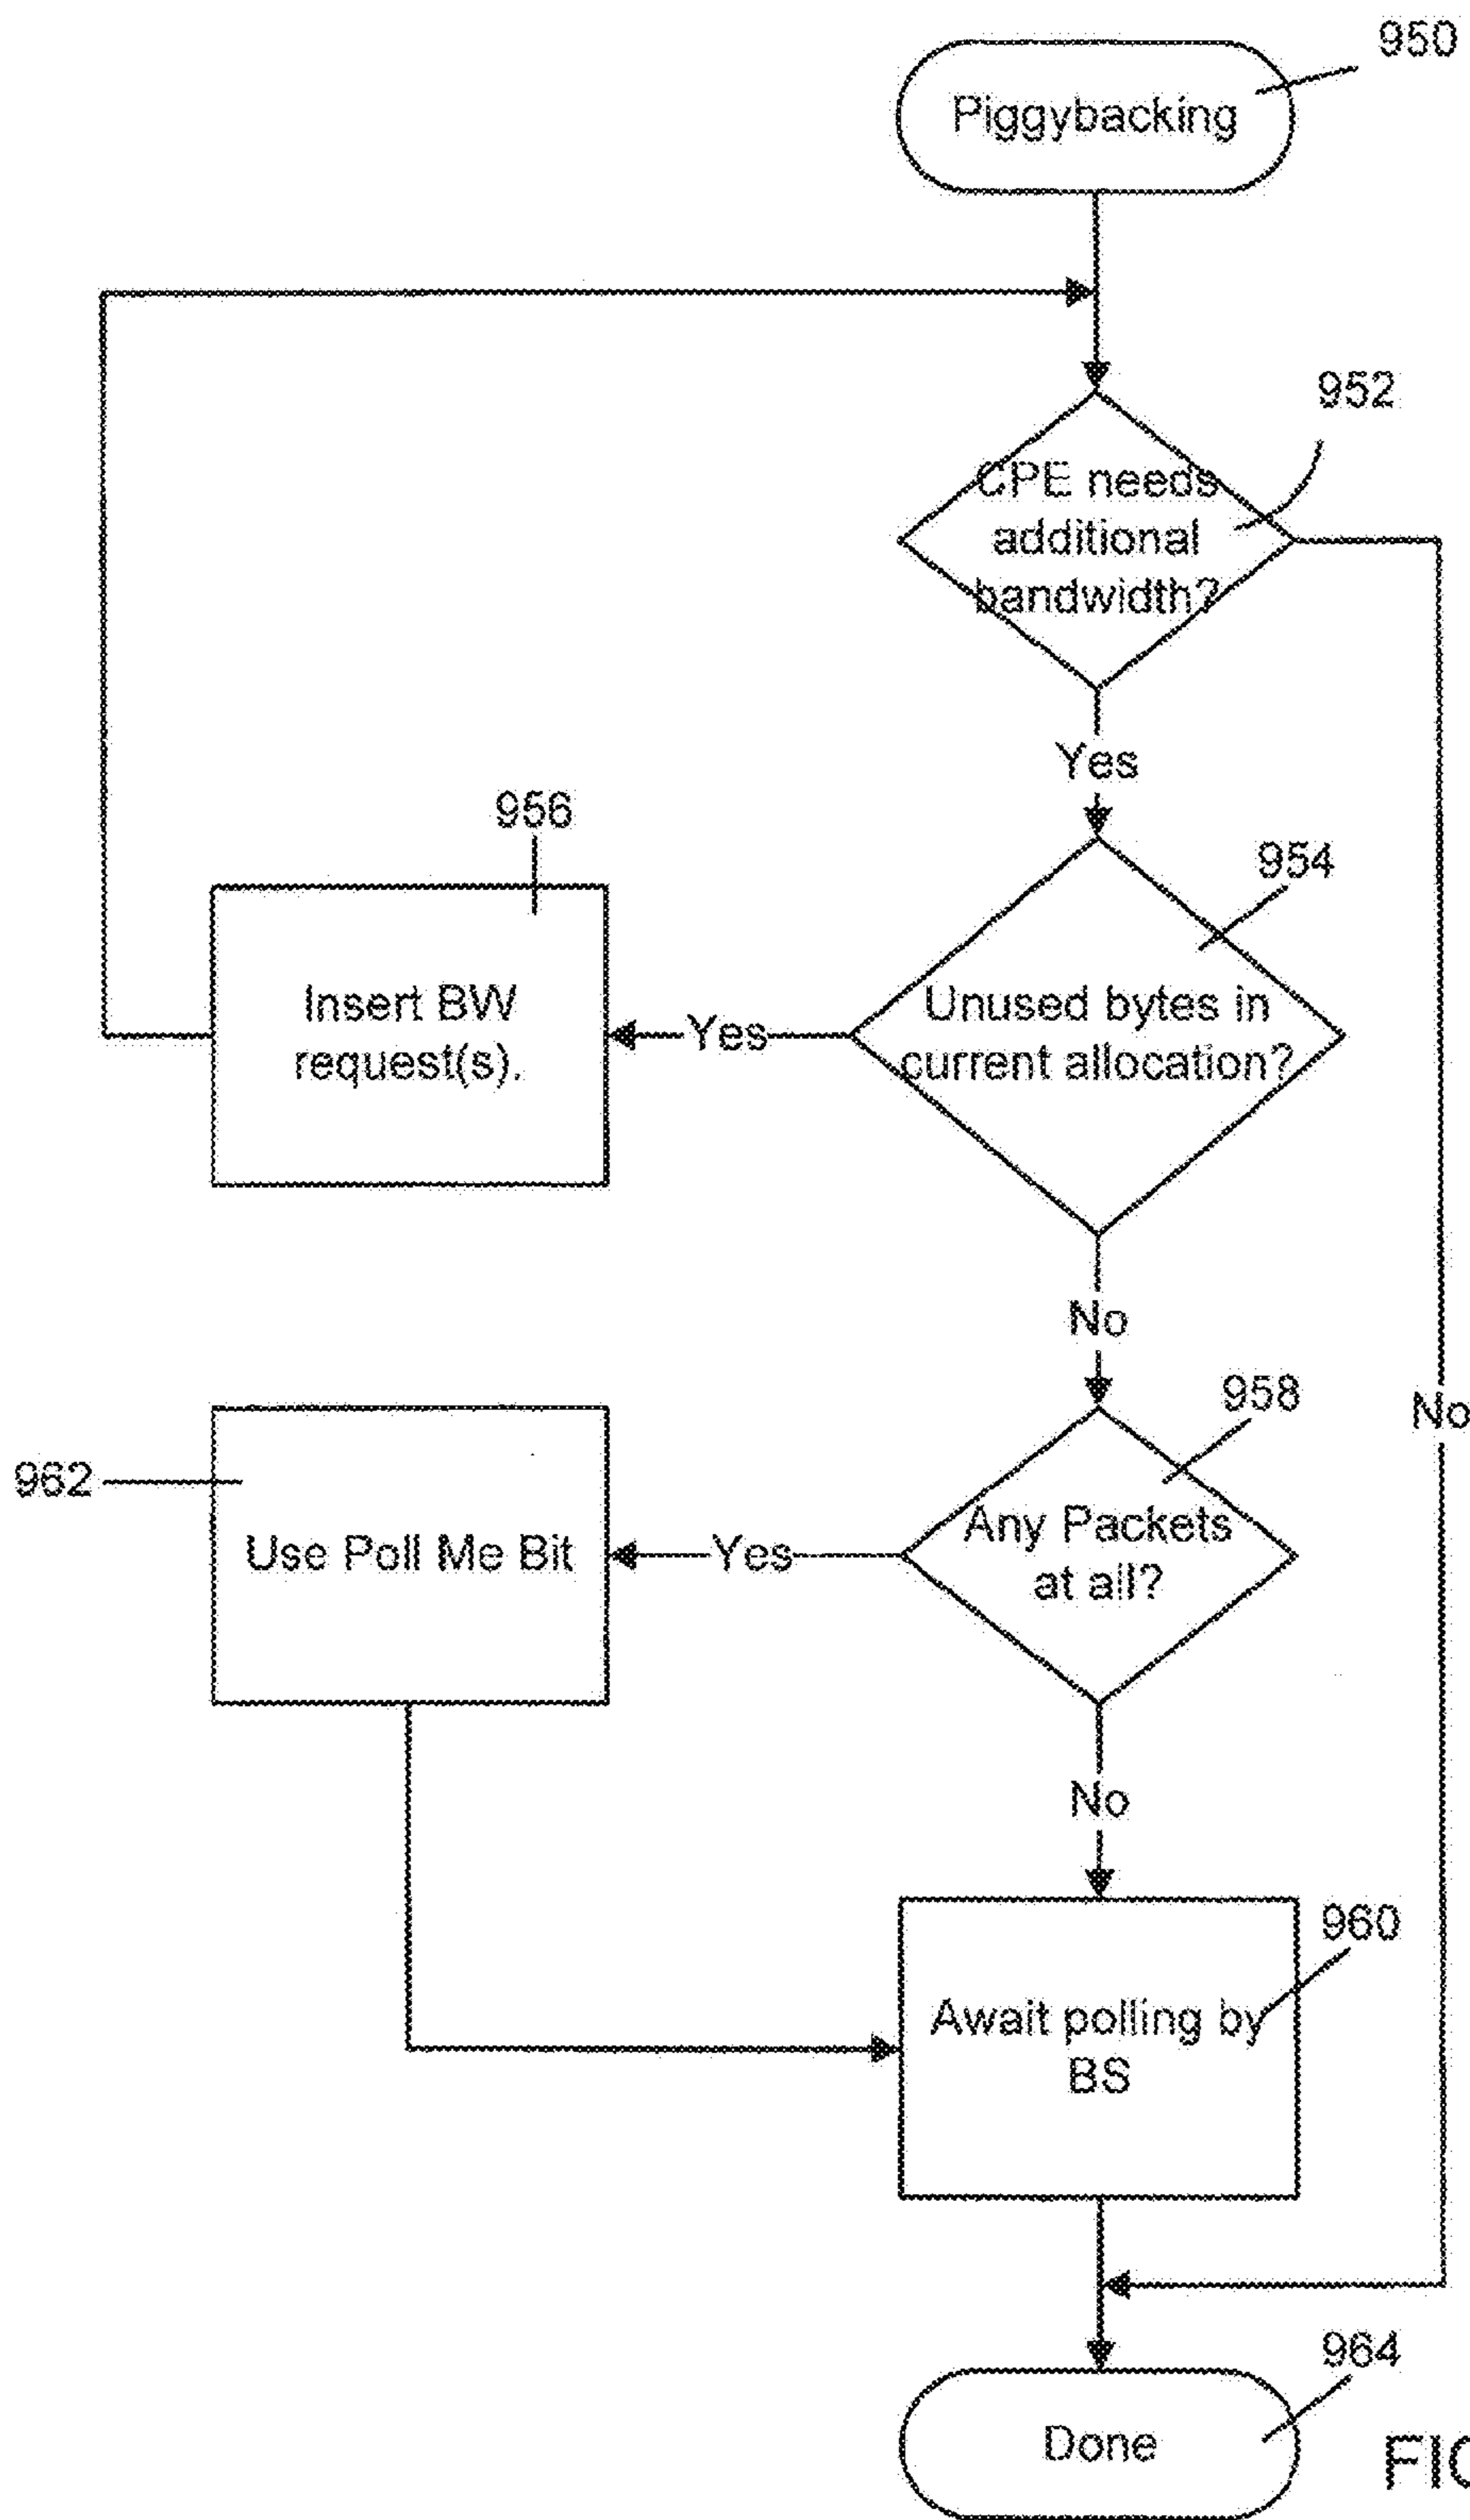 950
Piggybacking
952
CPE needs
additional
bandwidth?
Yes
956
954
Insert BW
request(s).
Yes
Unused bytes in
current allocation?
No
958
No
962
Use Poll Me Bit
Yes
Any Packets
at all?
No
960
Await polling by
BS
964
Done